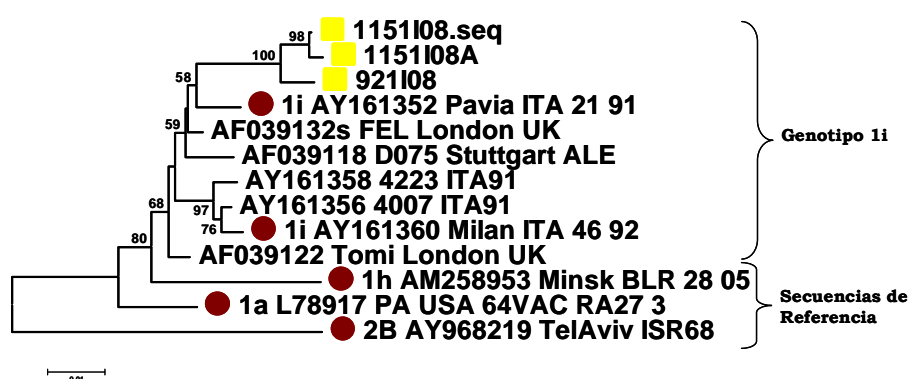 98
1151I08.seq
1151I08A
100
921I08
58
1i AY161352 Pavia ITA 21 91
59
AF039132s FEL London UK
Genotipo 1i
AF039118 D075 Stuttgart ALE
AY161358 4223 ITA91
97
AY161356 4007 ITA91
76
1i AY161360 Milan ITA 46 92
68
AF039122 Tomi London UK
80
1h AM258953 Minsk BLR 28 05
1a L78917 PA USA 64VAC RA27 3
Secuencias de
Referencia
2B AY968219 TelAviv ISR68